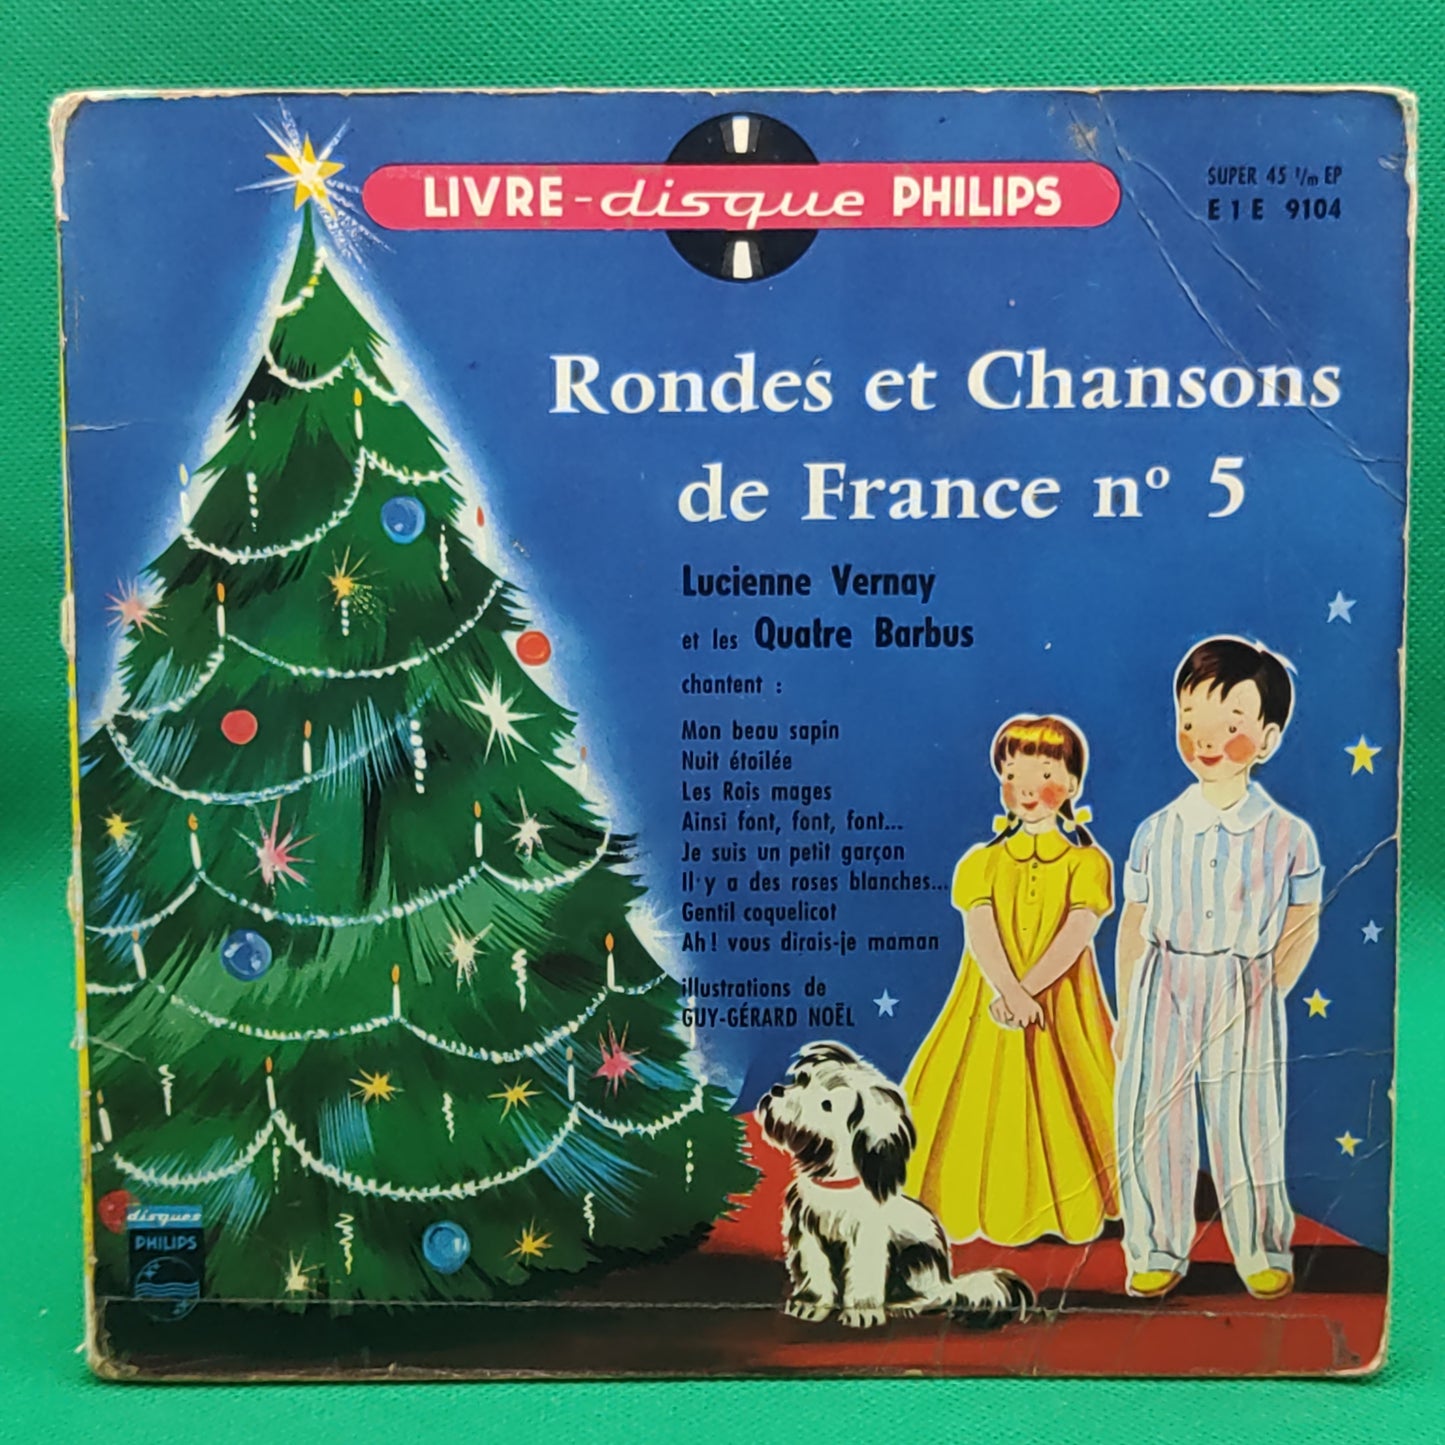 LIVRE-disque PHILIPS
SUPER 45 t/m EP
E 1 E 9104
Rondes et Chansons
de France nº 5
Lucienne Vernay
et les Quatre Barbus
chantent :
Mon beau sapin
Nuit étoilée
Les Rois mages
Ainsi font, font, font...
Je suis un petit garçon
Il y a des roses blanches...
Gentil coquelicot
Ah! vous dirais-je maman
illustrations de
GUY-GÉRARD NOËL
disques
PHILIPS